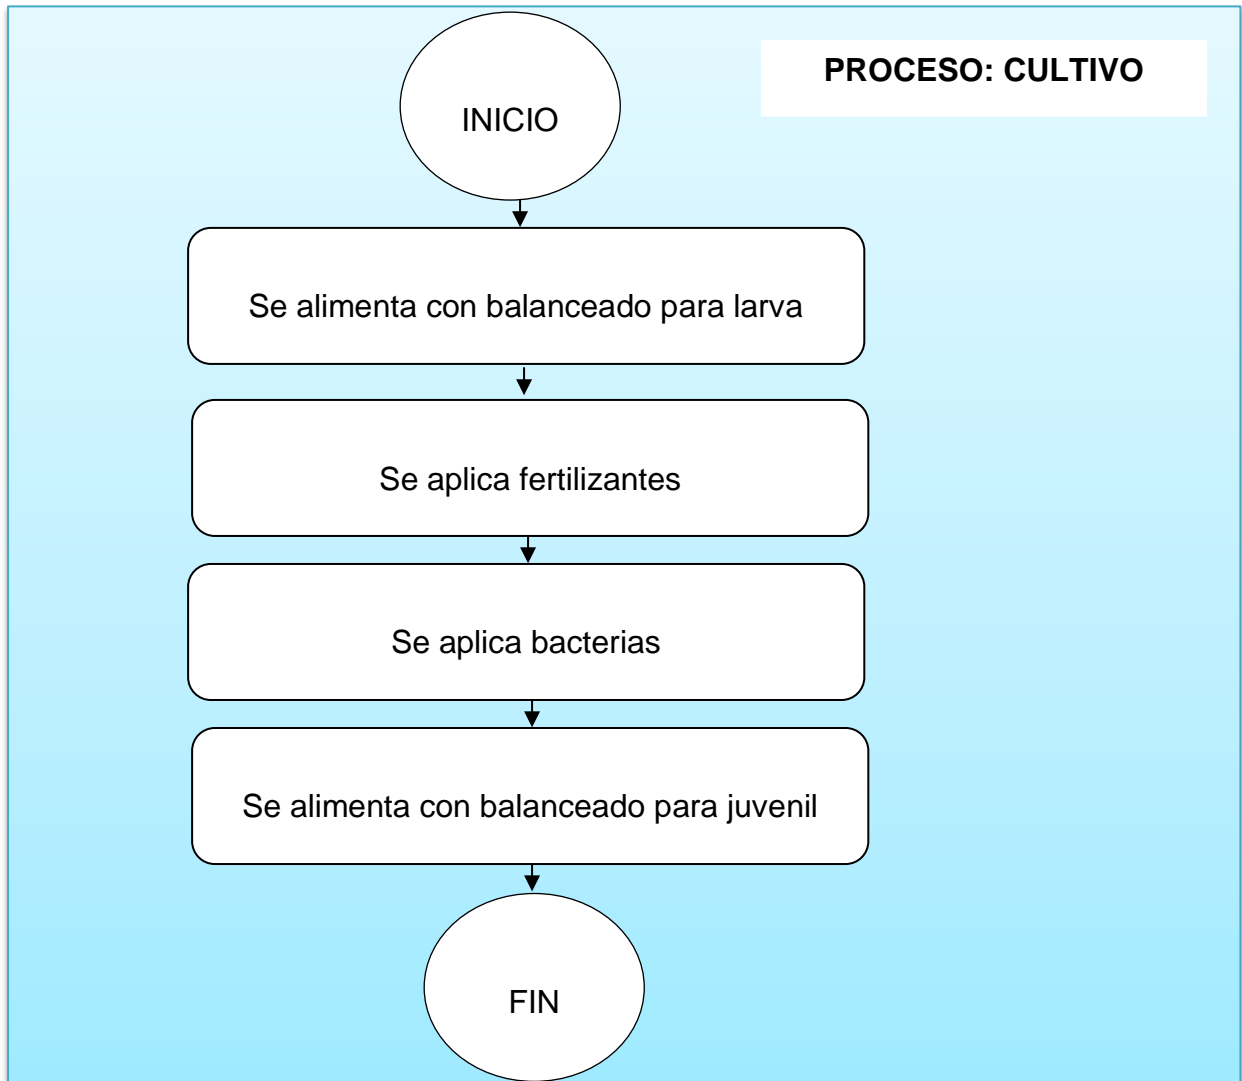 PROCESO: CULTIVO
INICIO
Se alimenta con balanceado para larva
Se aplica fertilizantes
Se aplica bacterias
Se alimenta con balanceado para juvenil
FIN